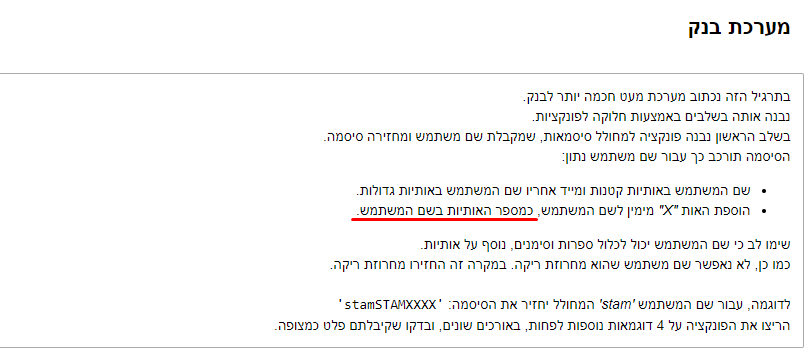 מערכת בנק
בתרגיל הזה נכתוב מערכת מעט חכמה יותר לבנק.
נבנה אותה בשלבים באמצעות חלוקה לפונקציות.
בשלב הראשון נבנה פונקציה למחולל סיסמאות, שמקבלת שם משתמש ומחזירה סיסמה.
הסיסמה תורכב כך עבור שם משתמש נתון:
• שם המשתמש באותיות קטנות ומייד אחריו שם המשתמש באותיות גדולות.
• הוספת האות "X" מימין לשם המשתמש, כמספר האותיות בשם המשתמש.
שימו לב כי שם המשתמש יכול לכלול ספרות וסימנים, נוסף על אותיות.
כמו כן, לא נאפשר שם משתמש שהוא מחרוזת ריקה. במקרה זה החזירו מחרוזת ריקה.
לדוגמה, עבור שם המשתמש 'stam' המחולל יחזיר את הסיסמה: 'stamSTAMXXXX'
הריצו את הפונקציה על 4 דוגמאות נוספות לפחות, באורכים שונים, ובדקו שקיבלתם פלט כמצופה.